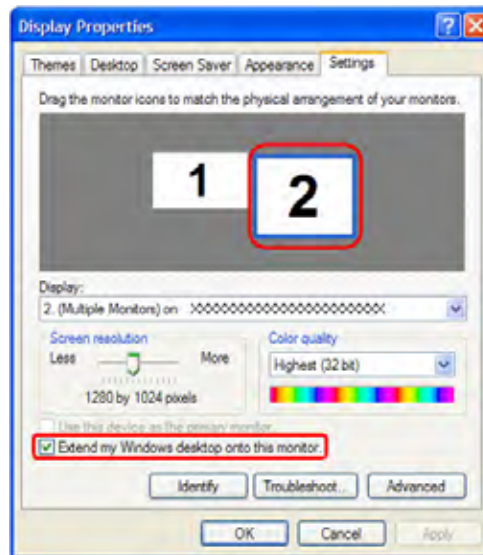 Display Properties
Themes Desktop Screen Saver Appearance Settings
Drag the monitor icons to match the physical arrangement of your monitors.
1 2
Display:
2. (Multiple Monitors) on XXXXXXXXXXXXXXXXXXXXXXXX
Screen resolution Color quality
Less More Highest (32 bit)
1280 by 1024 pixels
Use this device as the primary monitor.
Extend my Windows desktop onto this monitor.
Identify Troubleshoot... Advanced
OK Cancel Apply